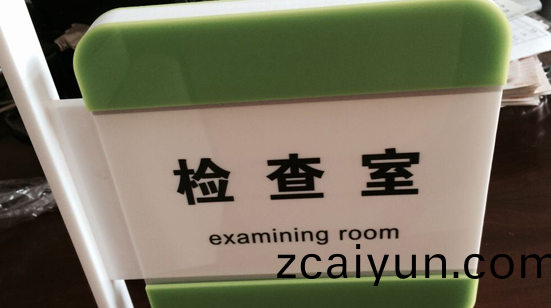 检查室
examining room
zcaiyun.com